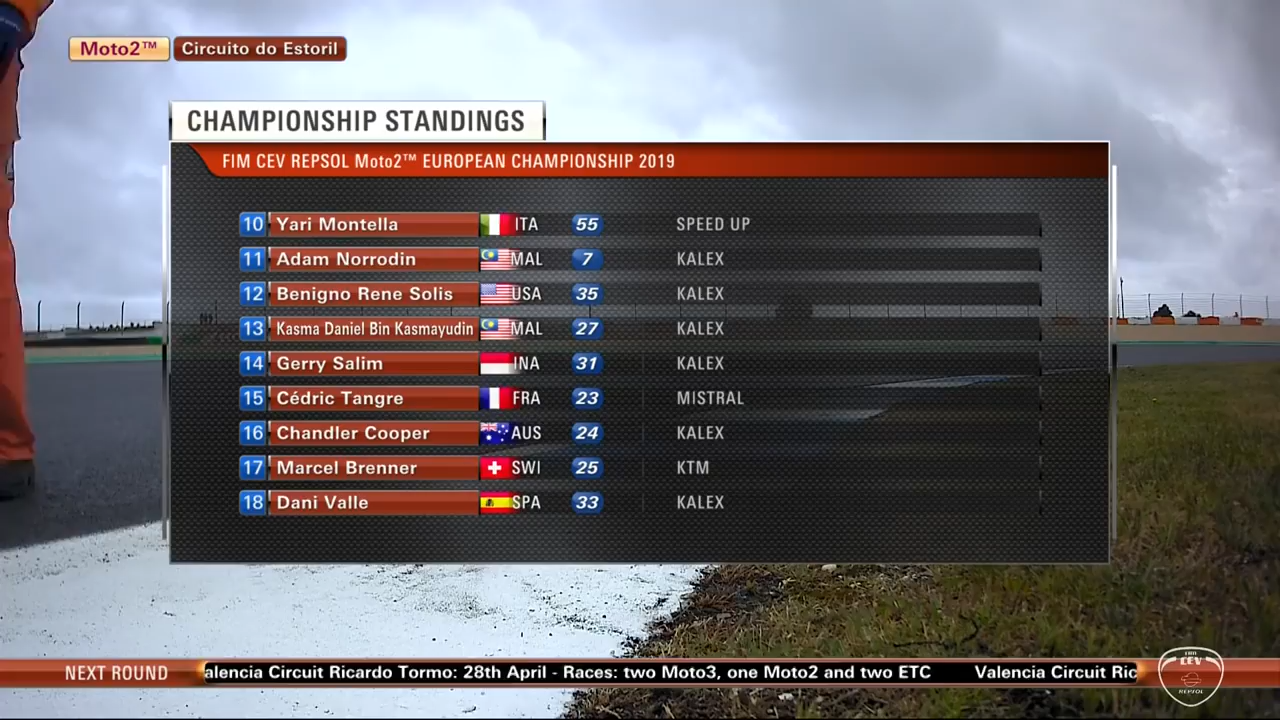 Moto2™ Circuito do Estoril
CHAMPIONSHIP STANDINGS
FIM CEV REPSOL Moto2™ EUROPEAN CHAMPIONSHIP 2019
10 Yari Montella ITA 55 SPEED UP
11 Adam Norrodin MAL 7 KALEX
12 Benigno Rene Solis USA 35 KALEX
13 Kasma Daniel Bin Kasmayudin MAL 27 KALEX
14 Gerry Salim INA 31 KALEX
15 Cédric Tangre FRA 23 MISTRAL
16 Chandler Cooper AUS 24 KALEX
17 Marcel Brenner SWI 25 KTM
18 Dani Valle SPA 33 KALEX
NEXT ROUND alencia Circuit Ricardo Tormo: 28th April - Races: two Moto3, one Moto2 and two ETC Valencia Circuit Ric
FIM
CEV
REPSOL